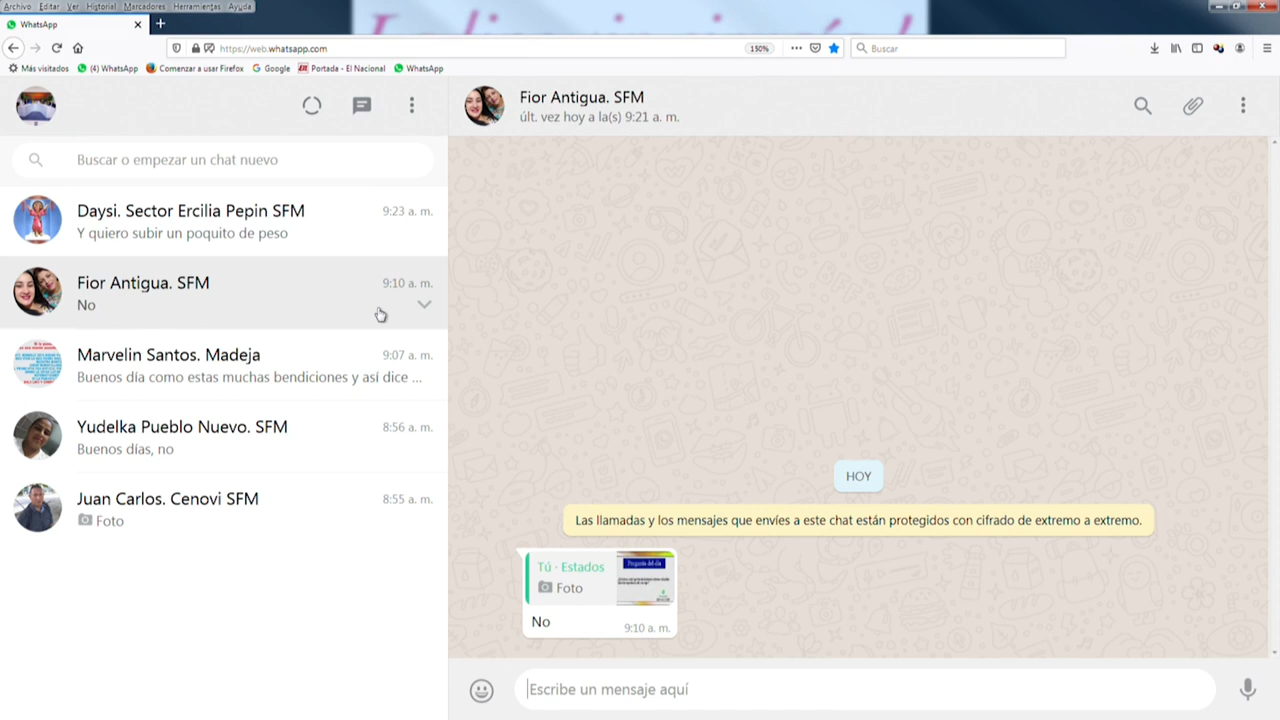 Archivo Editar Ver Historial Marcadores Herramientas Ayuda
WhatsApp
https://web.whatsapp.com
150%
Buscar
Más visitados
(4) WhatsApp
Comenzar a usar Firefox
Google
Portada - El Nacional
WhatsApp
Buscar o empezar un chat nuevo
Daysi. Sector Ercilia Pepin SFM
9:23 a. m.
Y quiero subir un poquito de peso
Fior Antigua. SFM
9:10 a. m.
No
Marvelin Santos. Madeja
9:07 a. m.
Buenos día como estas muchas bendiciones y así dice ...
Yudelka Pueblo Nuevo. SFM
8:56 a. m.
Buenos días, no
Juan Carlos. Cenovi SFM
8:55 a. m.
Foto
Fior Antigua. SFM
últ. vez hoy a la(s) 9:21 a. m.
HOY
Las llamadas y los mensajes que envíes a este chat están protegidos con cifrado de extremo a extremo.
Tú · Estados
Foto
Pregunta del día
No
9:10 a. m.
Escribe un mensaje aquí